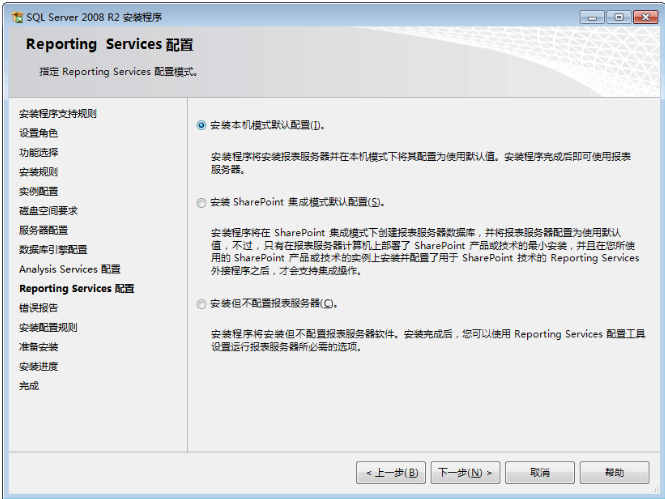 SQL Server 2008 R2 安装程序
Reporting Services 配置
指定 Reporting Services 配置模式。
安装程序支持规则
设置角色
功能选择
安装规则
实例配置
磁盘空间要求
服务器配置
数据库引擎配置
Analysis Services 配置
Reporting Services 配置
错误报告
安装配置规则
准备安装
安装进度
完成
安装本机模式默认配置(I)。
安装程序将安装报表服务器并在本机模式下将其配置为使用默认值。安装程序完成后即可使用报表
服务器。
安装 SharePoint 集成模式默认配置(S)。
安装程序将在 SharePoint 集成模式下创建报表服务器数据库，并将报表服务器配置为使用默认
值，不过，只有在报表服务器计算机上部署了 SharePoint 产品或技术的最小安装，并且在您所使
用的 SharePoint 产品或技术的实例上安装并配置了用于 SharePoint 技术的 Reporting Services
外接程序之后，才会支持集成操作。
安装但不配置报表服务器(C)。
安装程序将安装但不配置报表服务器软件。安装完成后，您可以使用 Reporting Services 配置工具
设置运行报表服务器所必需的选项。
< 上一步(B)
下一步(N) >
取消
帮助